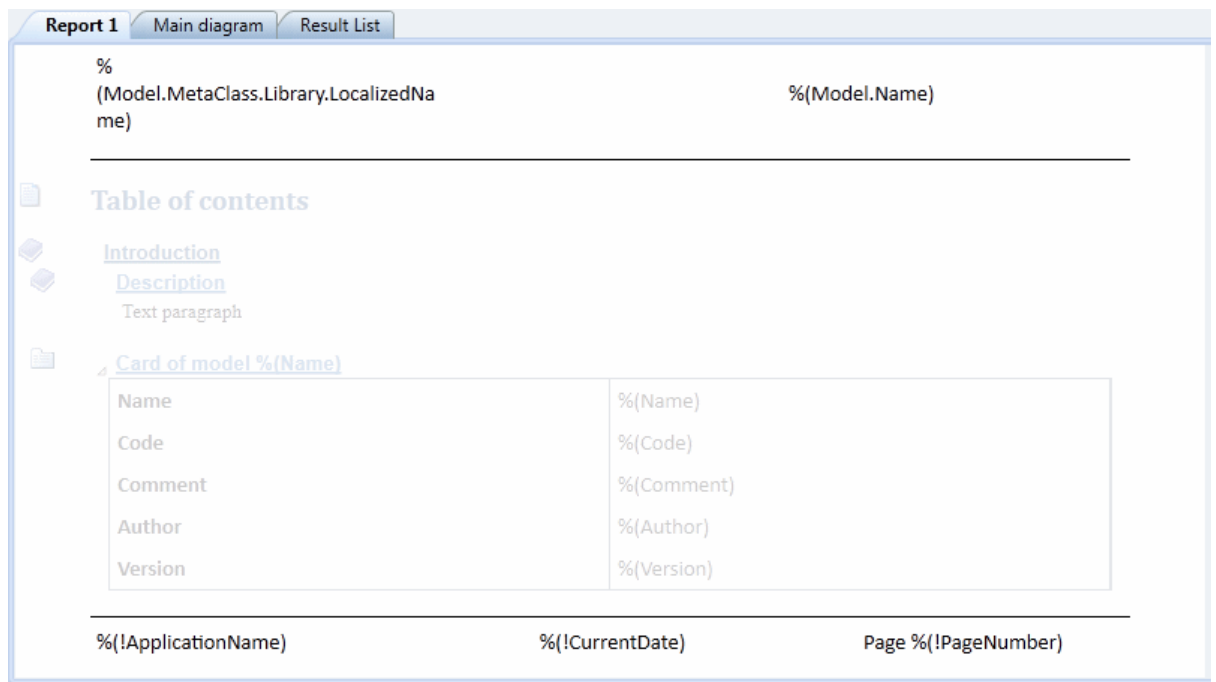 Report 1 Main diagram Result List
%
(Model.MetaClass.Library.LocalizedNa %(Model.Name)
me)
Table of contents
Introduction
Description
Text paragraph
Card of model %(Name)
Name %(Name)
Code %(Code)
Comment %(Comment)
Author %(Author)
Version %(Version)
%(!ApplicationName) %(!CurrentDate) Page %(!PageNumber)